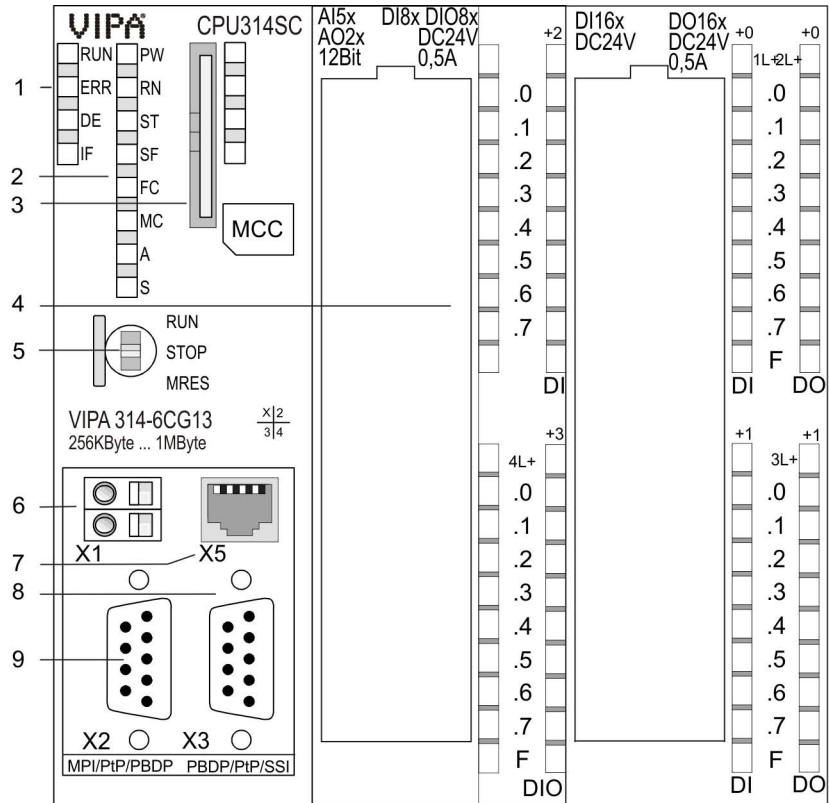 VIPA CPU314SC
RUN PW
1 ERR RN
DE ST
IF SF
2
FC
3
MC
MCC
A
S
4
RUN
5 STOP
MRES
VIPA 314-6CG13
X 2
3 4
256KByte ... 1MByte
6
X1 X5
7
8
9
X2 X3
MPI/PtP/PBDP PBDP/PtP/SSI
AI5x DI8x DIO8x
AO2x DC24V
12Bit 0,5A
+2
.0
.1
.2
.3
.4
.5
.6
.7
DI
+3
4L+
.0
.1
.2
.3
.4
.5
.6
.7
F
DIO
DI16x DO16x
DC24V DC24V
0,5A
+0 +0
1L+ 2L+
.0
.1
.2
.3
.4
.5
.6
.7
F
DI DO
+1 +1
3L+
.0
.1
.2
.3
.4
.5
.6
.7
F
DI DO